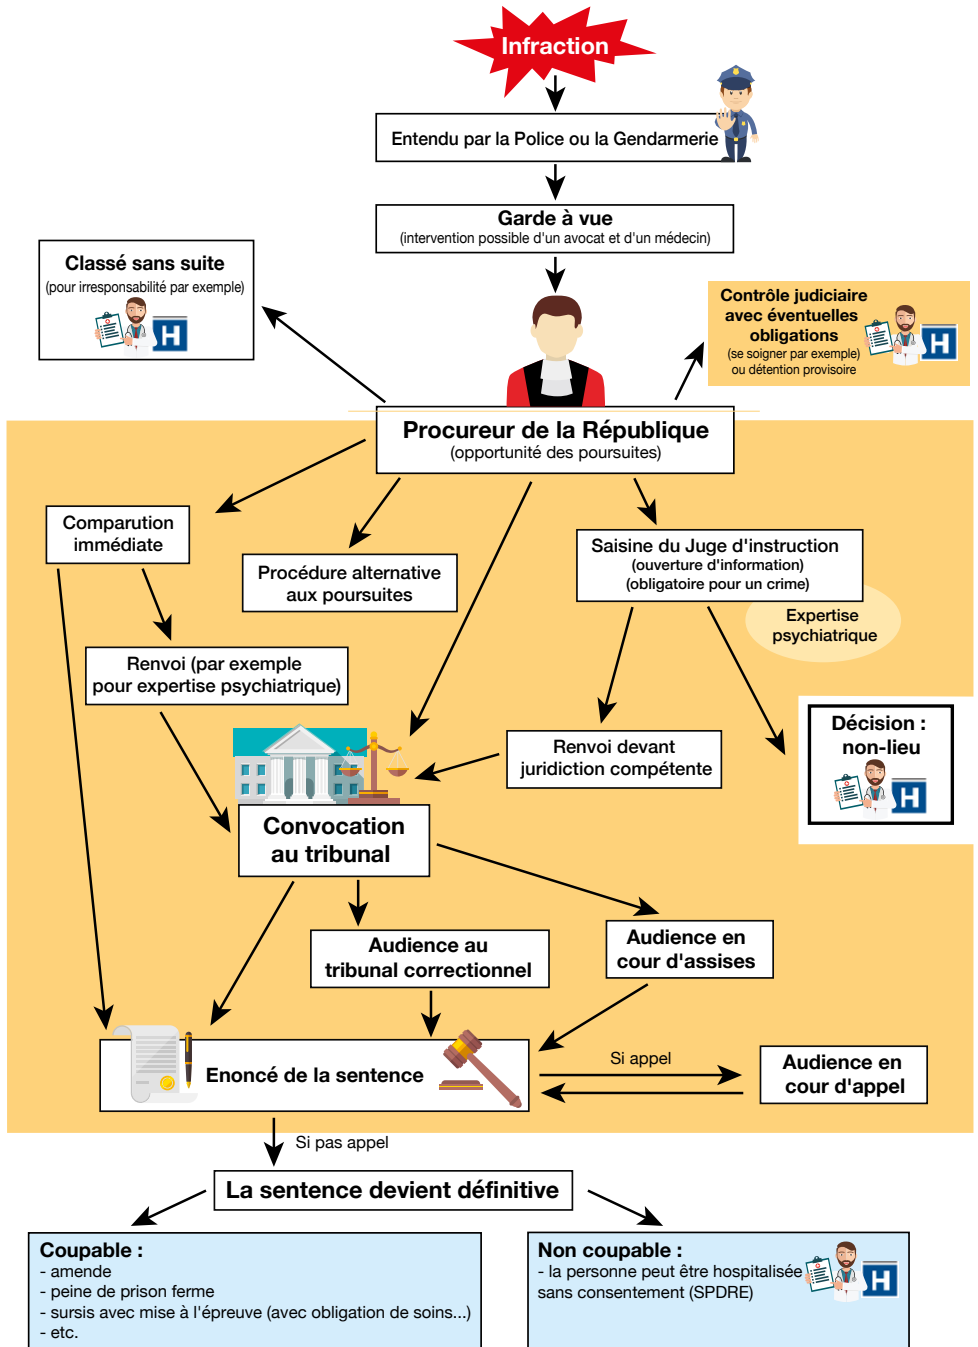 Infraction
Entendu par la Police ou la Gendarmerie
Garde à vue
(intervention possible d'un avocat et d'un médecin)
Classé sans suite
(pour irresponsabilité par exemple)
H
Contrôle judiciaire
avec éventuelles
obligations
(se soigner par exemple)
ou détention provisoire
H
Procureur de la République
(opportunité des poursuites)
Comparution
immédiate
Procédure alternative
aux poursuites
Saisine du Juge d'instruction
(ouverture d'information)
(obligatoire pour un crime)
Expertise
psychiatrique
Renvoi (par exemple
pour expertise psychiatrique)
Renvoi devant
juridiction compétente
Décision :
non-lieu
H
Convocation
au tribunal
Audience au
tribunal correctionnel
Audience en
cour d'assises
Enoncé de la sentence
Si appel
Audience en
cour d'appel
Si pas appel
La sentence devient définitive
Coupable :
- amende
- peine de prison ferme
- sursis avec mise à l'épreuve (avec obligation de soins...)
- etc.
Non coupable :
- la personne peut être hospitalisée
sans consentement (SPDRE)
H